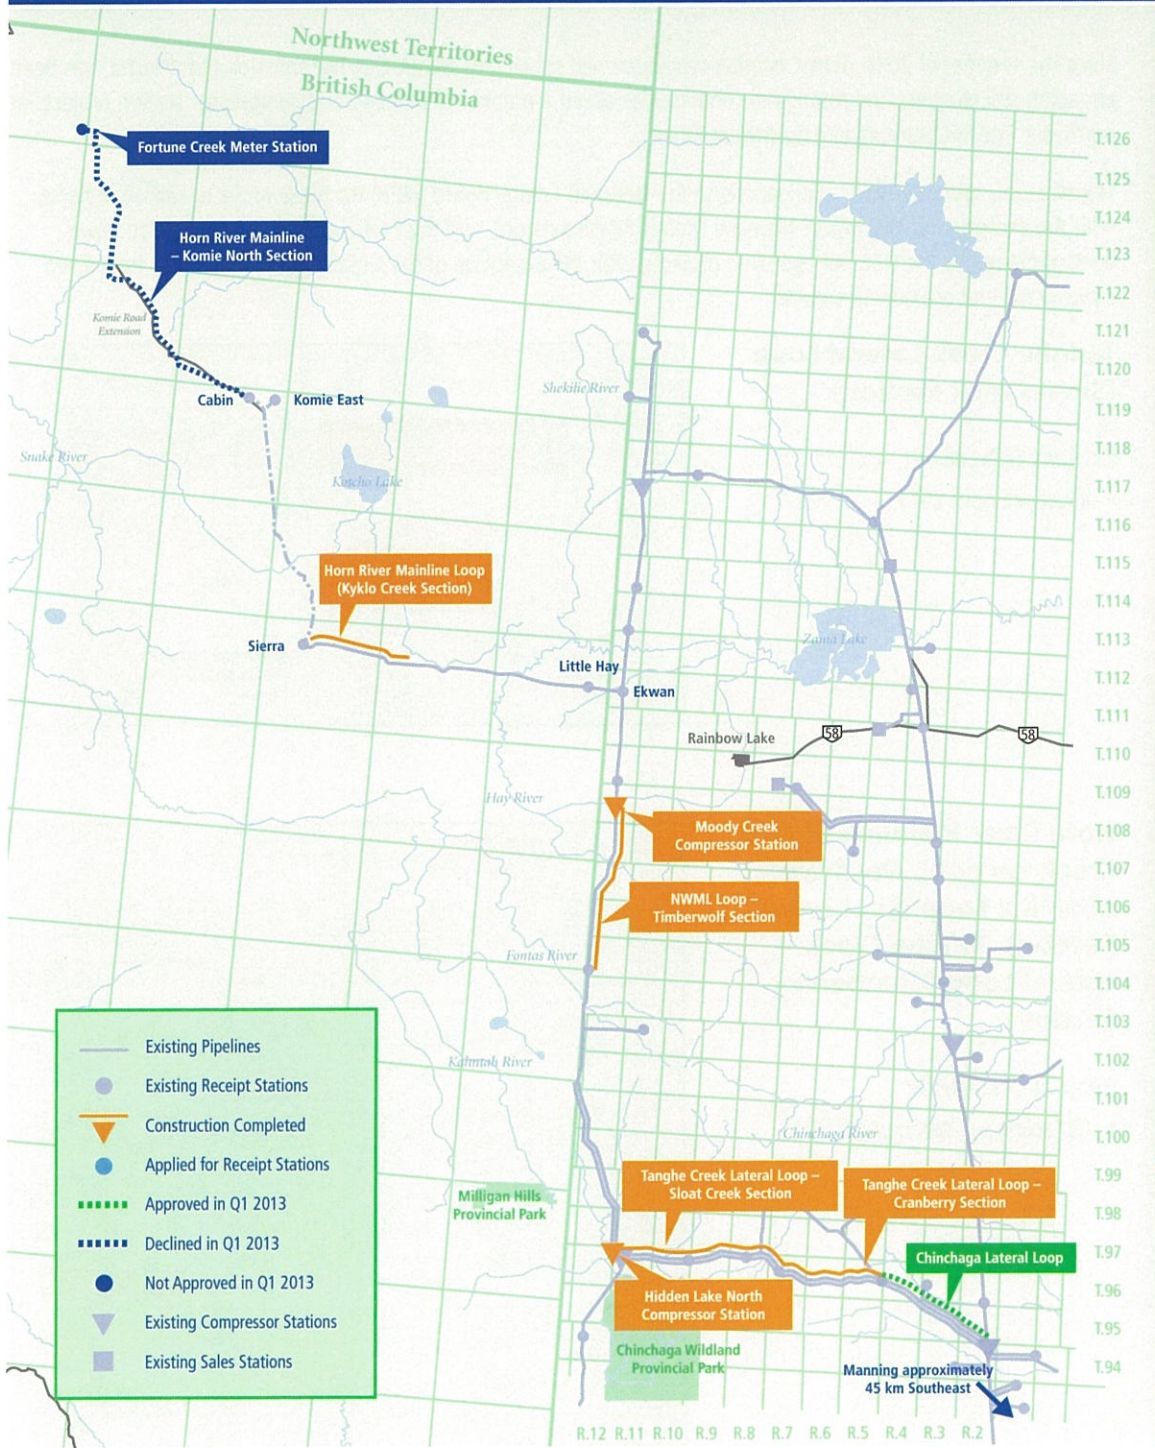 Northwest Territories
British Columbia
Fortune Creek Meter Station
Horn River Mainline
– Komie North Section
Komie Road
Extension
Cabin
Komie East
Shekilie River
Snake River
Kotcho Lake
Horn River Mainline Loop
(Kyklo Creek Section)
Sierra
Little Hay
Ekwan
Zama Lake
Rainbow Lake
58
58
Hay River
Moody Creek
Compressor Station
NWML Loop –
Timberwolf Section
Fontas River
Kahntah River
Chinchaga River
Tanghe Creek Lateral Loop –
Sloat Creek Section
Tanghe Creek Lateral Loop –
Cranberry Section
Milligan Hills
Provincial Park
Chinchaga Lateral Loop
Hidden Lake North
Compressor Station
Chinchaga Wildland
Provincial Park
Manning approximately
45 km Southeast
T.126
T.125
T.124
T.123
T.122
T.121
T.120
T.119
T.118
T.117
T.116
T.115
T.114
T.113
T.112
T.111
T.110
T.109
T.108
T.107
T.106
T.105
T.104
T.103
T.102
T.101
T.100
T.99
T.98
T.97
T.96
T.95
T.94
R.12 R.11 R.10 R.9 R.8 R.7 R.6 R.5 R.4 R.3 R.2
Existing Pipelines
Existing Receipt Stations
Construction Completed
Applied for Receipt Stations
Approved in Q1 2013
Declined in Q1 2013
Not Approved in Q1 2013
Existing Compressor Stations
Existing Sales Stations